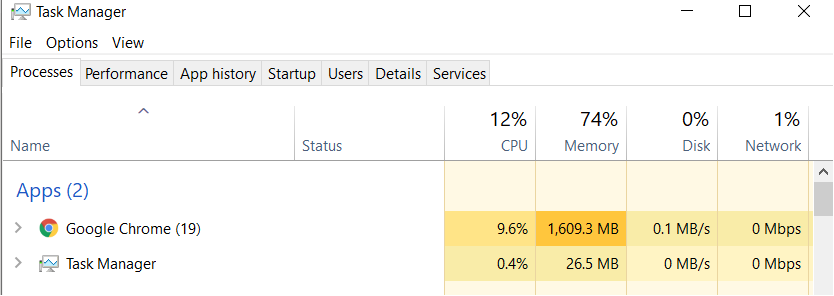 Task Manager
File Options View
Processes Performance App history Startup Users Details Services
12% 74% 0% 1%
Name Status CPU Memory Disk Network
Apps (2)
Google Chrome (19) 9.6% 1,609.3 MB 0.1 MB/s 0 Mbps
Task Manager 0.4% 26.5 MB 0 MB/s 0 Mbps